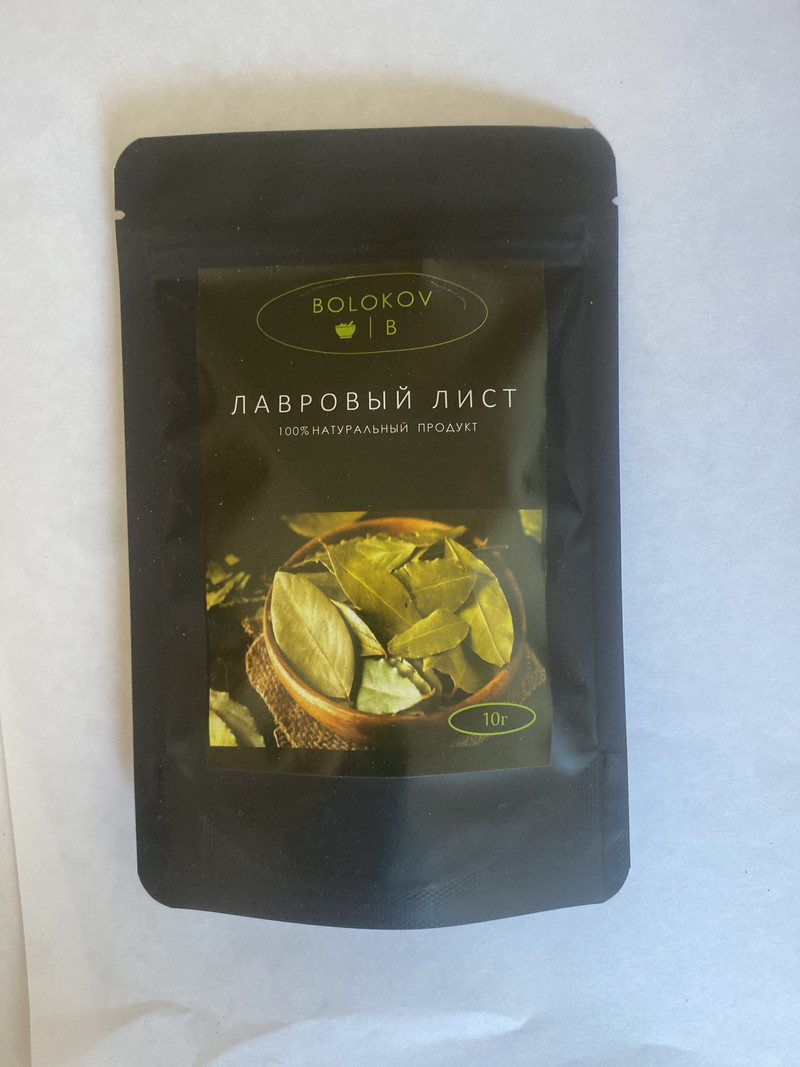 BOLOKOV
B
ЛАВРОВЫЙ ЛИСТ
100% НАТУРАЛЬНЫЙ ПРОДУКТ
10г